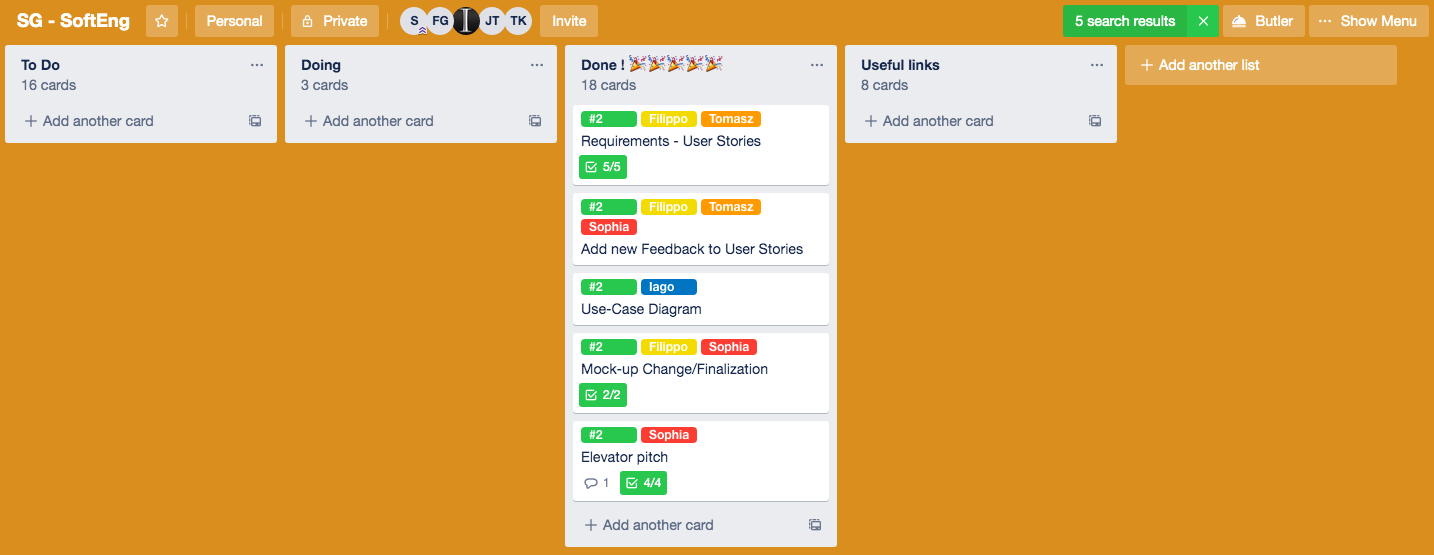 SG - SoftEng Personal Private S FG I JT TK Invite 5 search results Butler Show Menu
To Do
16 cards
Add another card
Doing
3 cards
Add another card
Done ! 🎉🎉🎉🎉🎉
18 cards
#2 Filippo Tomasz
Requirements - User Stories
5/5
#2 Filippo Tomasz
Sophia
Add new Feedback to User Stories
#2 Iago
Use-Case Diagram
#2 Filippo Sophia
Mock-up Change/Finalization
2/2
#2 Sophia
Elevator pitch
1 4/4
Add another card
Useful links
8 cards
Add another card
Add another list